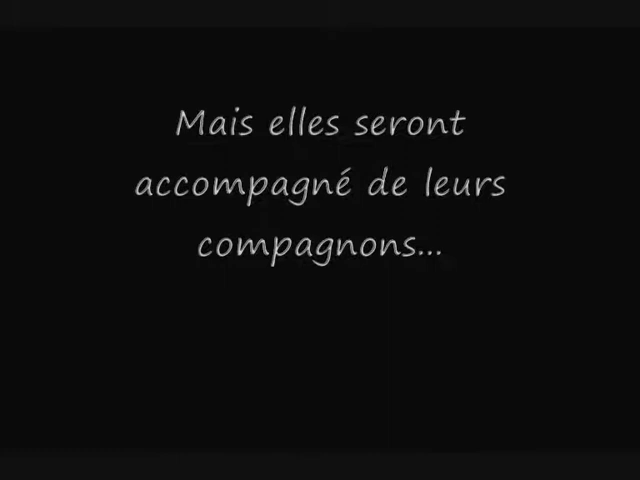 Mais elles seront
accompagné de leurs
compagnons...